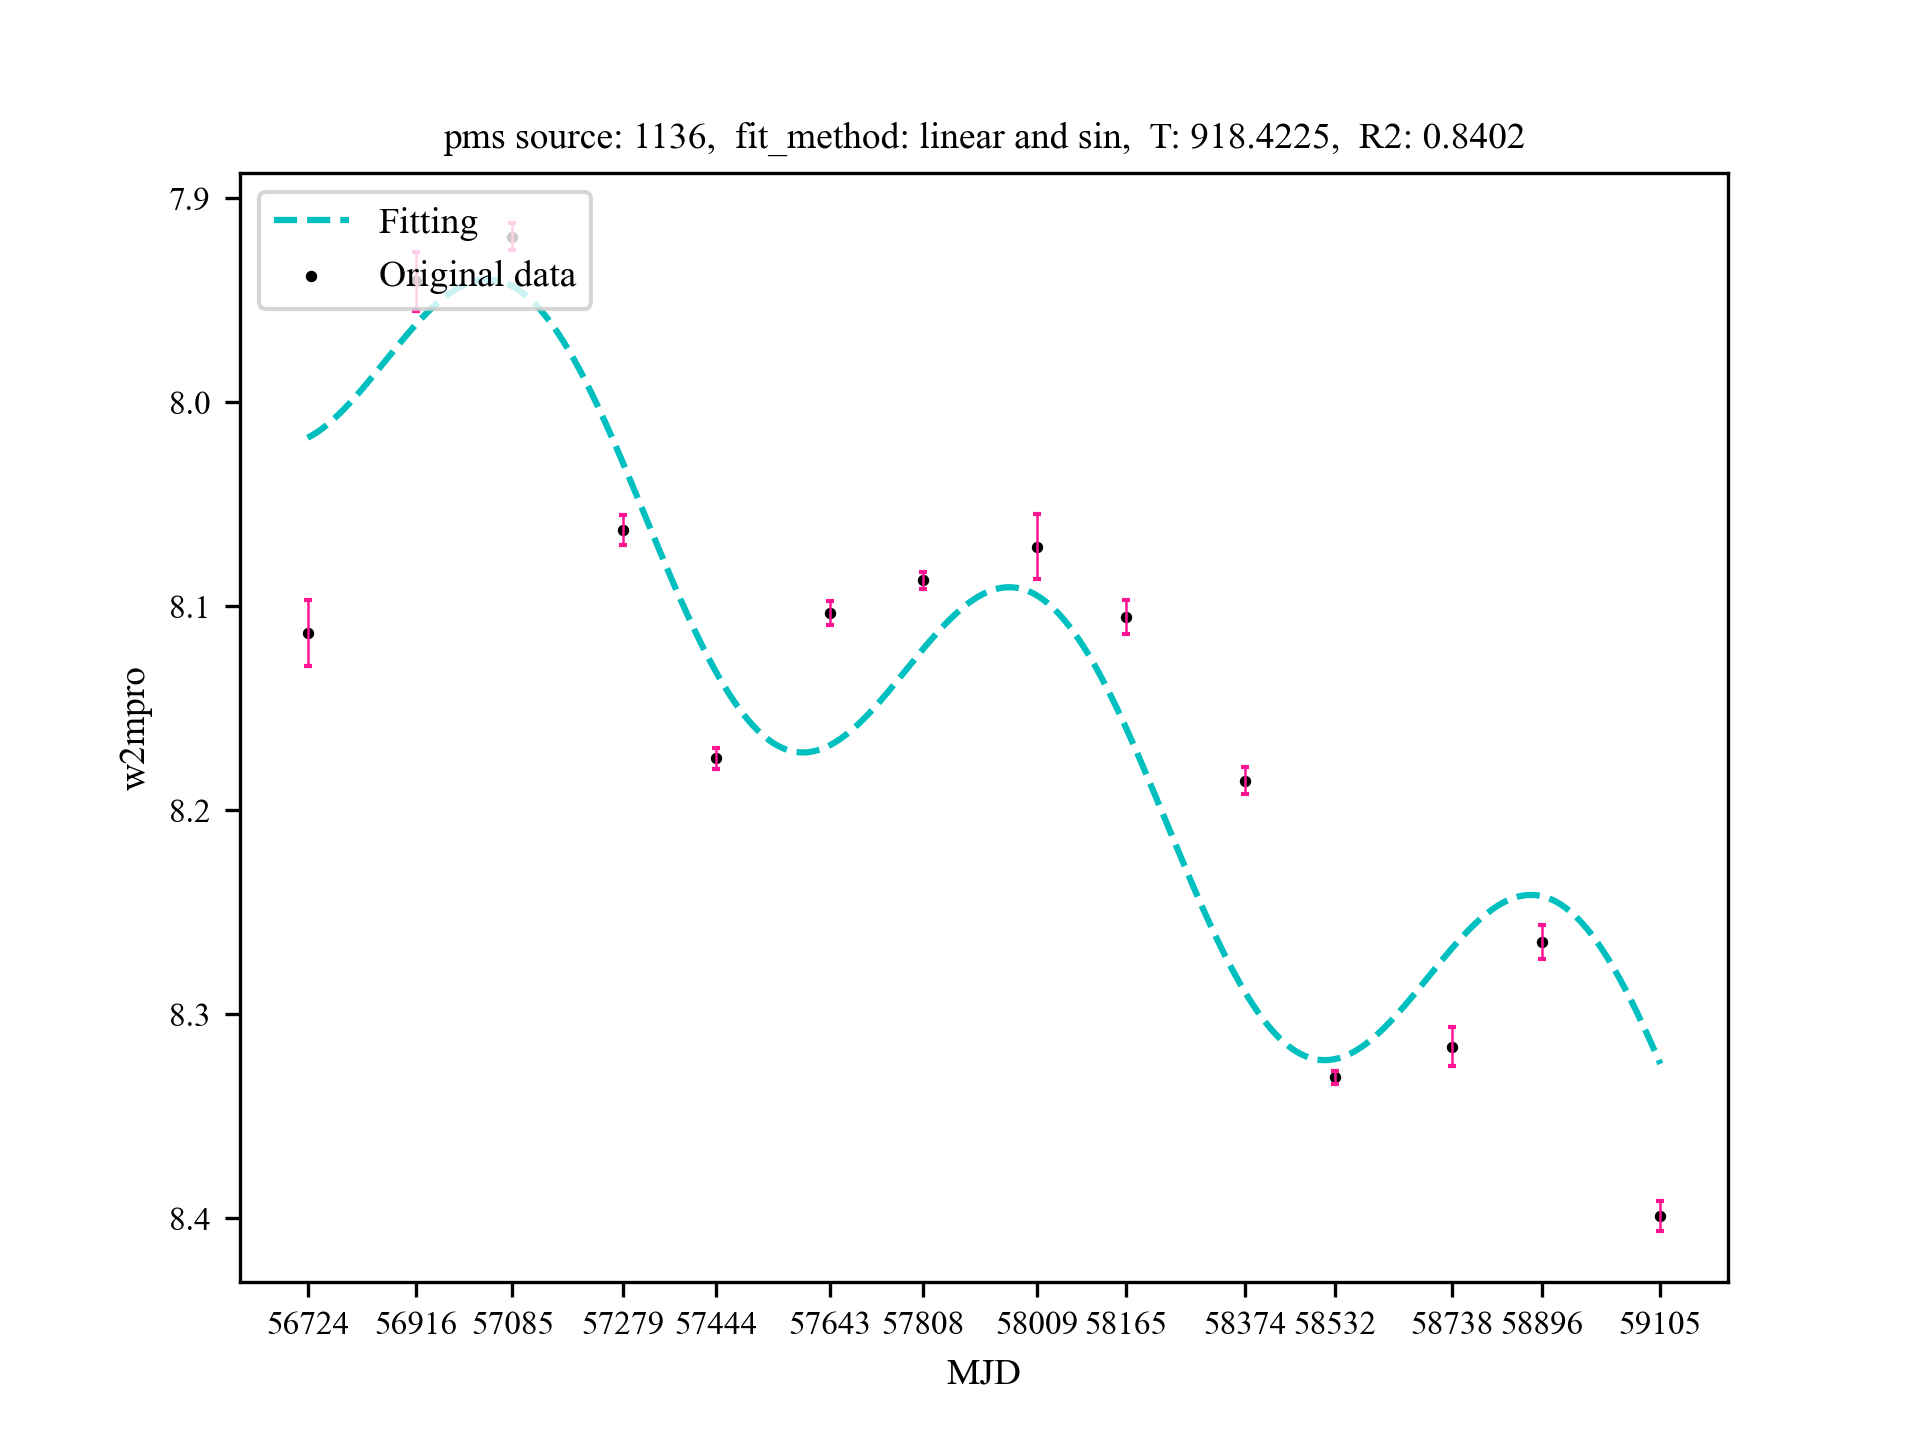 pms source: 1136, fit_method: linear and sin, T: 918.4225, R2: 0.8402
Fitting
Original data
7.9
8.0
8.1
8.2
8.3
8.4
w2mpro
56724 56916 57085 57279 57444 57643 57808 58009 58165 58374 58532 58738 58896 59105
MJD